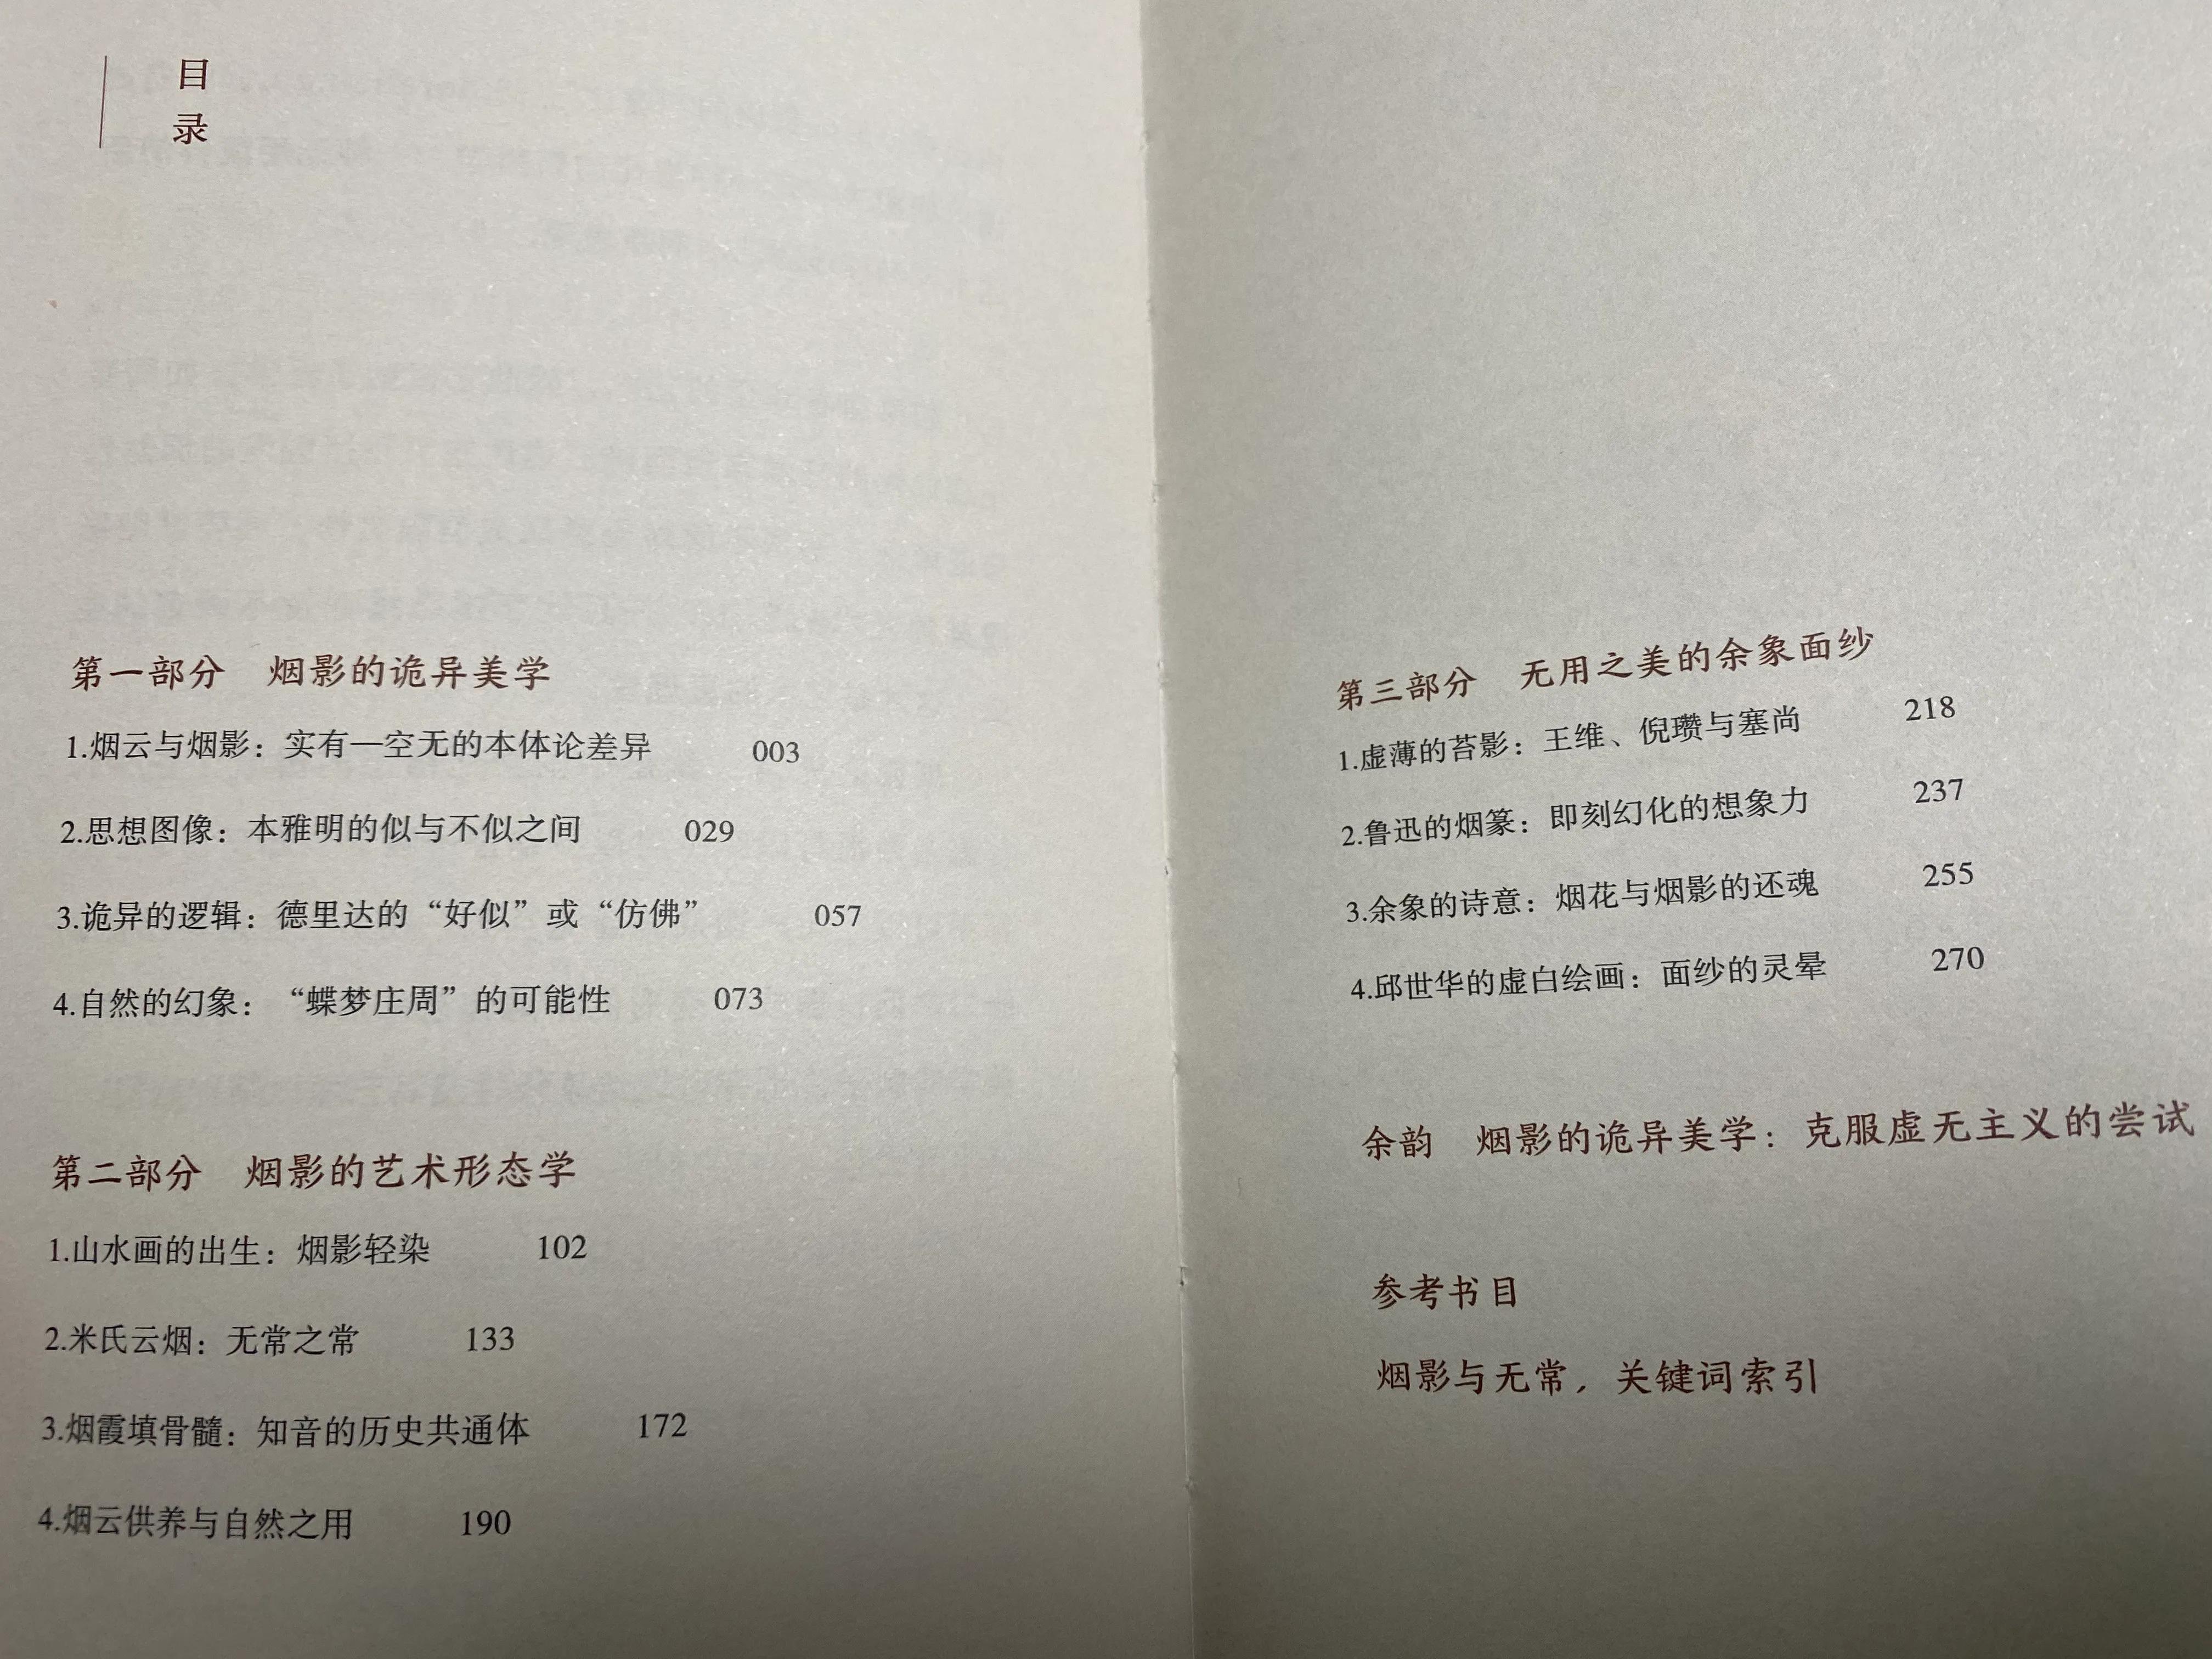 目录
第一部分 烟影的诡异美学
1.烟云与烟影：实有—空无的本体论差异 003
2.思想图像：本雅明的似与不似之间 029
3.诡异的逻辑：德里达的“好似”或“仿佛” 057
4.自然的幻象：“蝶梦庄周”的可能性 073
第二部分 烟影的艺术形态学
1.山水画的出生：烟影轻染 102
2.米氏云烟：无常之常 133
3.烟霞填骨髓：知音的历史共通体 172
4.烟云供养与自然之用 190
第三部分 无用之美的余象面纱
1.虚薄的苔影：王维、倪瓒与塞尚 218
2.鲁迅的烟篆：即刻幻化的想象力 237
3.余象的诗意：烟花与烟影的还魂 255
4.邱世华的虚白绘画：面纱的灵晕 270
余韵 烟影的诡异美学：克服虚无主义的尝试
参考书目
烟影与无常，关键词索引